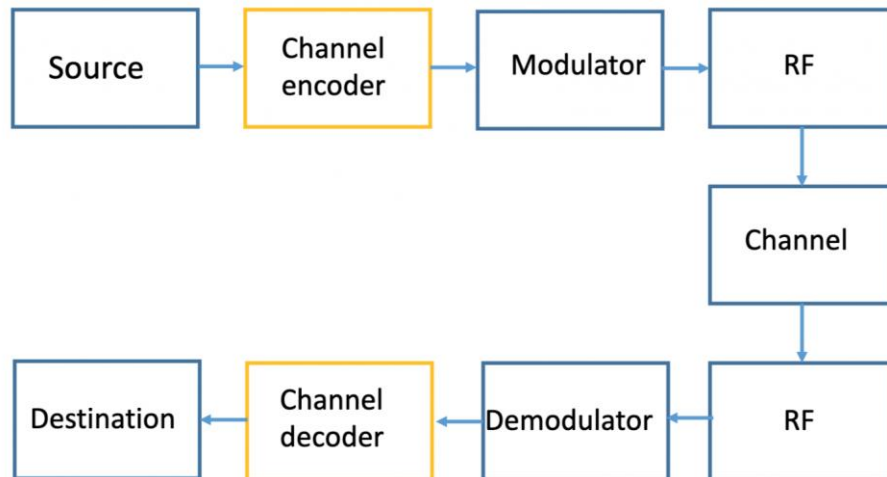 Source
Channel
encoder
Modulator
RF
Channel
RF
Demodulator
Channel
decoder
Destination